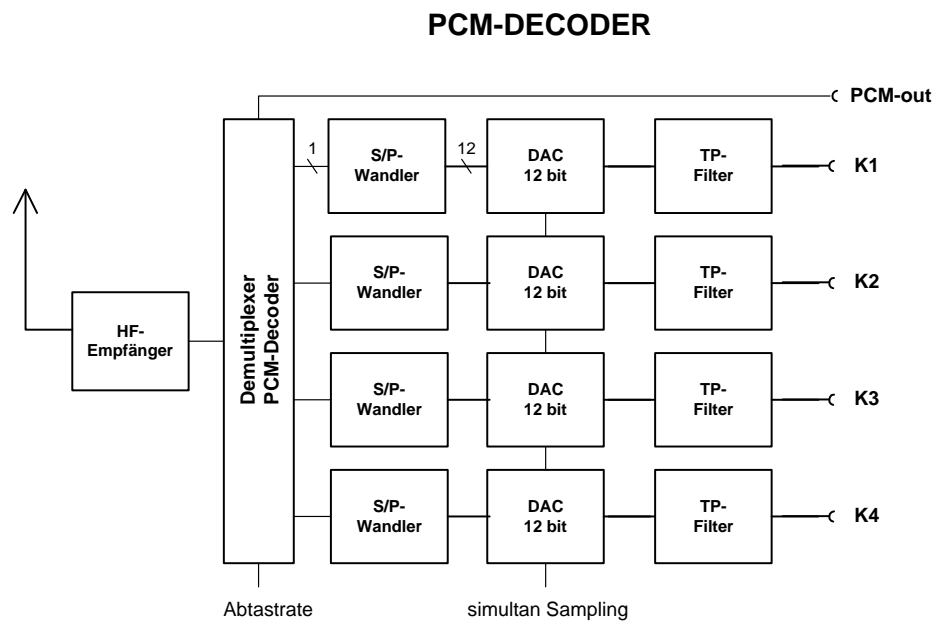 PCM-DECODER
PCM-out
1
12
S/P-
Wandler
DAC
12 bit
TP-
Filter
K1
S/P-
Wandler
DAC
12 bit
TP-
Filter
K2
HF-
Empfänger
Demultiplexer
PCM-Decoder
S/P-
Wandler
DAC
12 bit
TP-
Filter
K3
S/P-
Wandler
DAC
12 bit
TP-
Filter
K4
Abtastrate
simultan Sampling